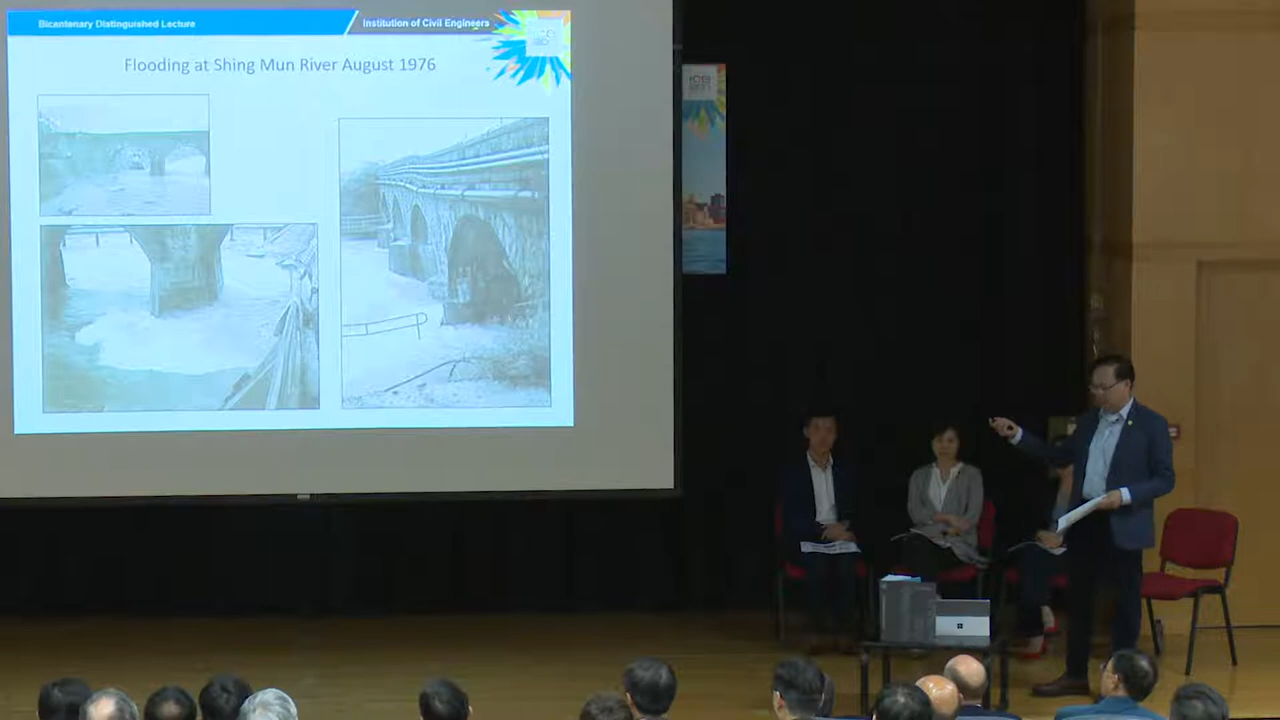 Bicentenary Distinguished Lecture
Institution of Civil Engineers
Flooding at Shing Mun River August 1976